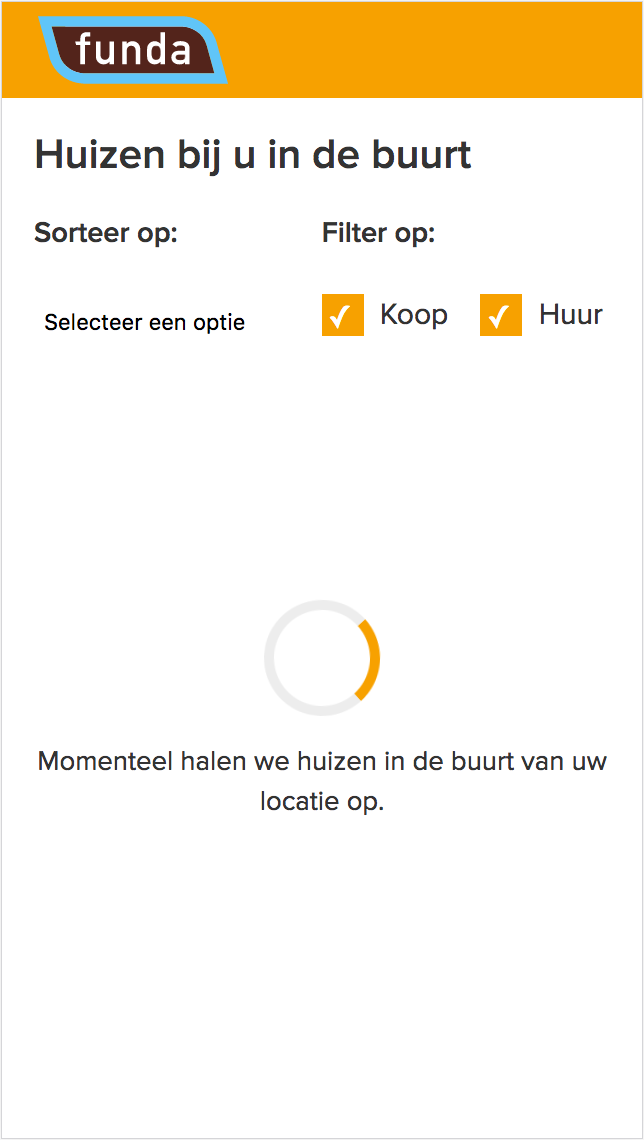 funda
Huizen bij u in de buurt
Sorteer op:
Filter op:
Selecteer een optie
Koop
Huur
Momenteel halen we huizen in de buurt van uw
locatie op.